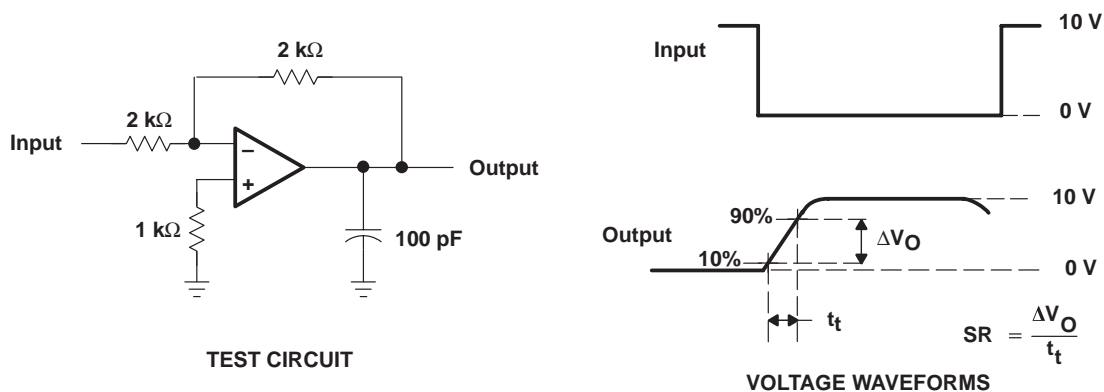 2 kΩ
2 kΩ
Input
−
+
Output
1 kΩ
100 pF
TEST CIRCUIT
Input
10 V
0 V
Output
90%
10%
ΔVO
10 V
0 V
tt
SR = ΔVO
tt
VOLTAGE WAVEFORMS